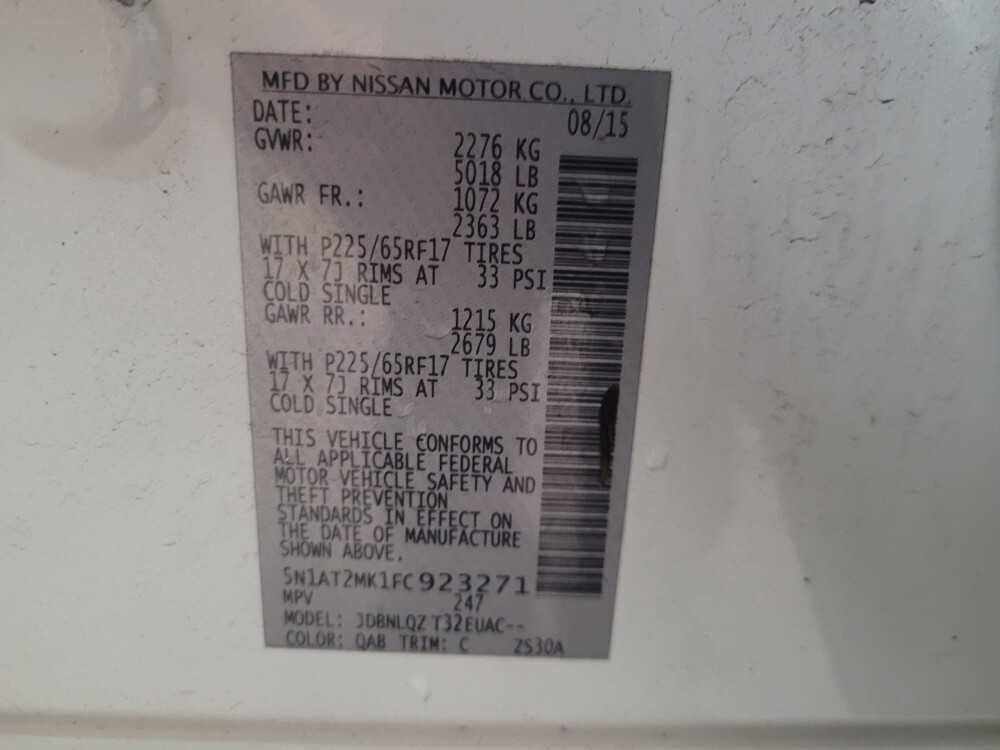 MFD BY NISSAN MOTOR CO., LTD.
DATE: 08/15
GVWR: 2276 KG
5018 LB
GAWR FR.: 1072 KG
2363 LB
WITH P225/65RF17 TIRES
17 X 7J RIMS AT 33 PSI
COLD SINGLE
GAWR RR.: 1215 KG
2679 LB
WITH P225/65RF17 TIRES
17 X 7J RIMS AT 33 PSI
COLD SINGLE
THIS VEHICLE CONFORMS TO
ALL APPLICABLE FEDERAL
MOTOR VEHICLE SAFETY AND
THEFT PREVENTION
STANDARDS IN EFFECT ON
THE DATE OF MANUFACTURE
SHOWN ABOVE.
5N1AT2MK1FC923271
MPV 247
MODEL: JDBNLQZ T32EUAC--
COLOR: QAB TRIM: C ZS30A